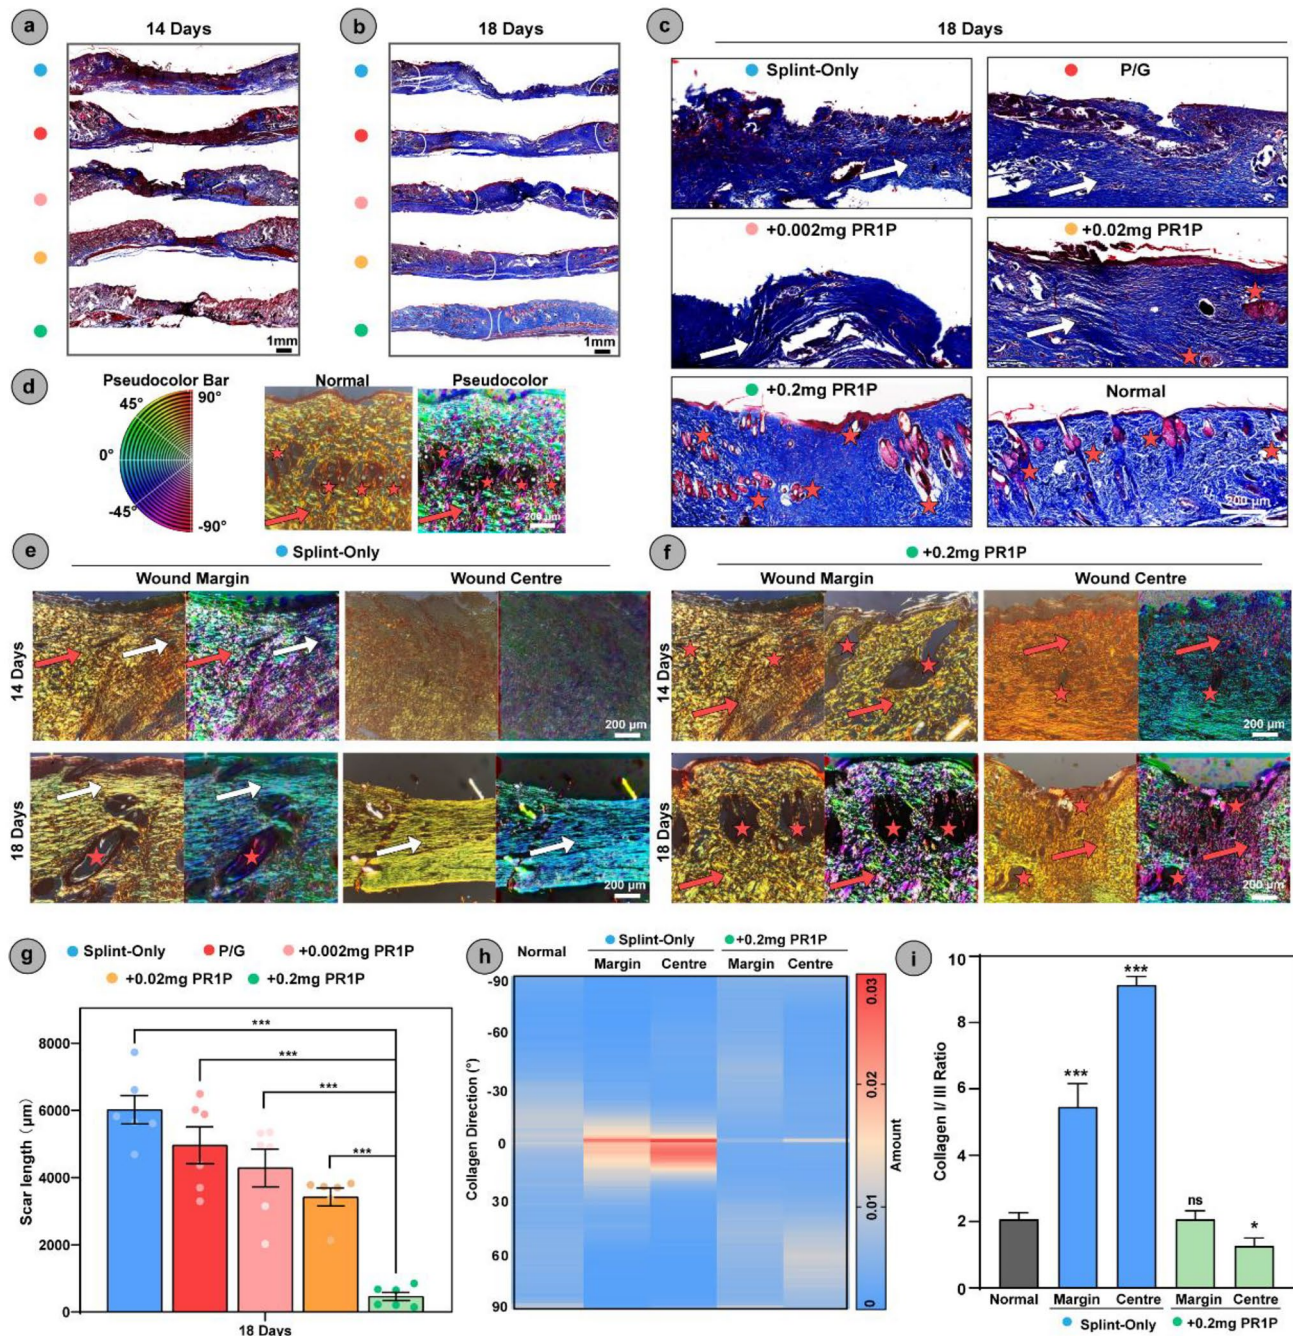 a
14 Days
1mm
b
18 Days
1mm
c
18 Days
Splint-Only
P/G
+0.002mg PR1P
+0.02mg PR1P
+0.2mg PR1P
Normal
200 µm
d
Pseudocolor Bar
Normal
Pseudocolor
90°
45°
0°
-45°
-90°
200 µm
e
Splint-Only
Wound Margin
Wound Centre
14 Days
200 µm
18 Days
200 µm
f
+0.2mg PR1P
Wound Margin
Wound Centre
14 Days
200 µm
18 Days
200 µm
g
Splint-Only
P/G
+0.002mg PR1P
+0.02mg PR1P
+0.2mg PR1P
Scar length (µm)
8000
6000
4000
2000
0
***
***
***
***
18 Days
h
Normal
Splint-Only
+0.2mg PR1P
Margin
Centre
Margin
Centre
Collagen Direction (°)
-90
-60
-30
0
30
60
90
0.03
0.02
0.01
0
Amount
i
Collagen I/ III Ratio
10
8
6
4
2
0
***
***
ns
*
Normal
Margin
Centre
Margin
Centre
Splint-Only
+0.2mg PR1P